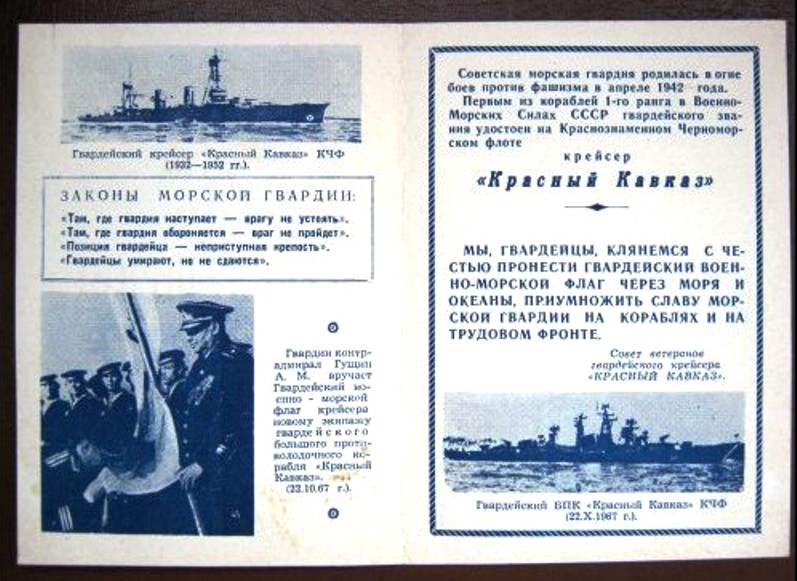 Гвардейский крейсер «Красный Кавказ» КЧФ
(1932—1952 гг.).
ЗАКОНЫ МОРСКОЙ ГВАРДИИ:
«Там, где гвардия наступает — врагу не устоять».
«Там, где гвардия обороняется — враг не пройдет».
«Позиция гвардейца — неприступная крепость».
«Гвардейцы умирают, но не сдаются».
Гвардии контр-
адмирал Гущин
А. М. вручает
Гвардейский во-
енно - морской
флаг крейсера
новому экипажу
гвардейского
большого проти-
володочного ко-
рабля «Красный
Кавказ».
(22.10.67 г.).
Советская морская гвардия родилась в огне
боев против фашизма в апреле 1942 года.
Первым из кораблей 1-го ранга в Военно-
Морских Силах СССР гвардейского зва-
ния удостоен на Краснознаменном Черномор-
ском флоте
крейсер
«Красный Кавказ»
МЫ, ГВАРДЕЙЦЫ, КЛЯНЕМСЯ С ЧЕ-
СТЬЮ ПРОНЕСТИ ГВАРДЕЙСКИЙ ВОЕН-
НО-МОРСКОЙ ФЛАГ ЧЕРЕЗ МОРЯ И
ОКЕАНЫ, ПРИУМНОЖИТЬ СЛАВУ МОР-
СКОЙ ГВАРДИИ НА КОРАБЛЯХ И НА
ТРУДОВОМ ФРОНТЕ.
Совет ветеранов
гвардейского крейсера
«КРАСНЫЙ КАВКАЗ».
Гвардейский БПК «Красный Кавказ» КЧФ
(22.X.1967 г.).